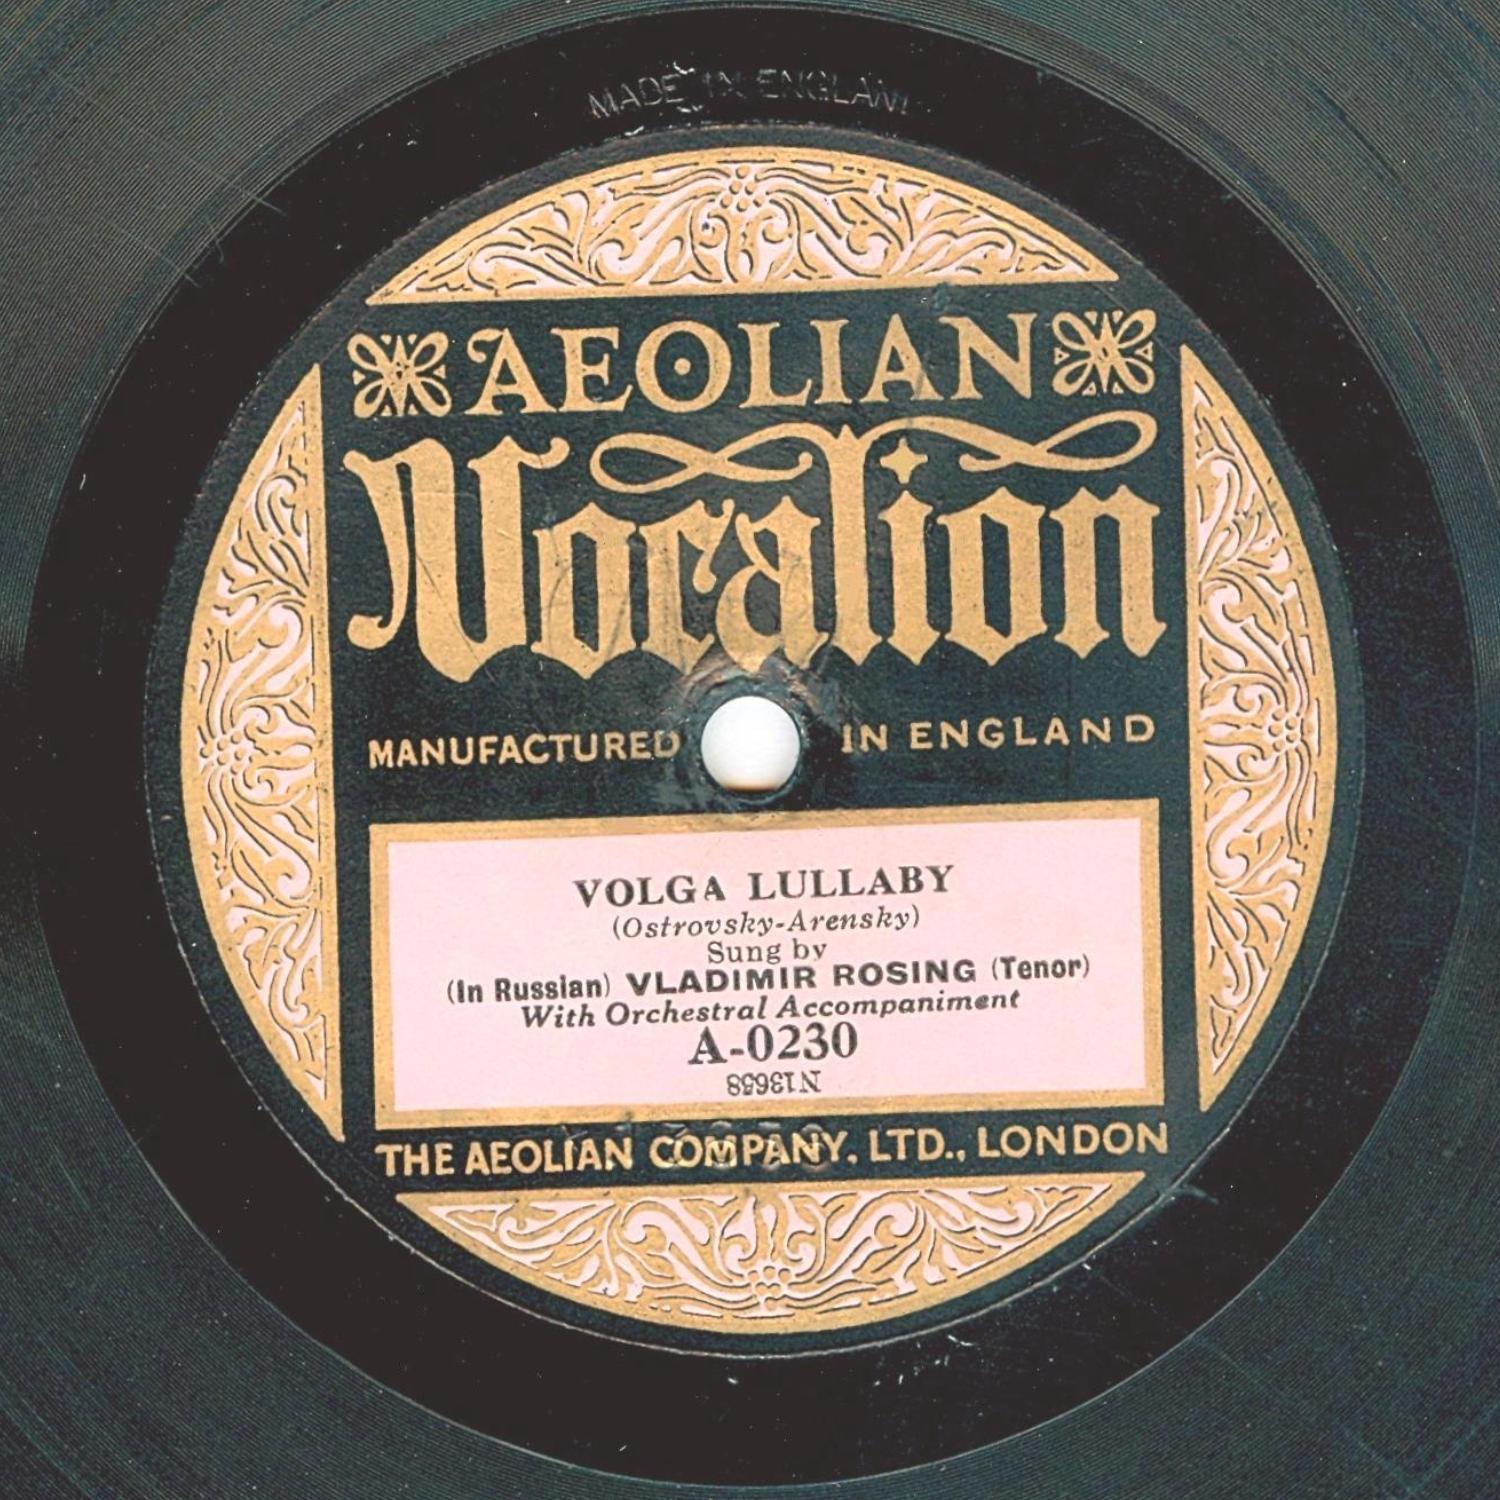 MADE IN ENGLAND
AEOLIAN
Vocalion
MANUFACTURED IN ENGLAND
VOLGA LULLABY
(Ostrovsky-Arensky)
Sung by
(In Russian) VLADIMIR ROSING (Tenor)
With Orchestral Accompaniment
A-0230
N13658
THE AEOLIAN COMPANY, LTD., LONDON